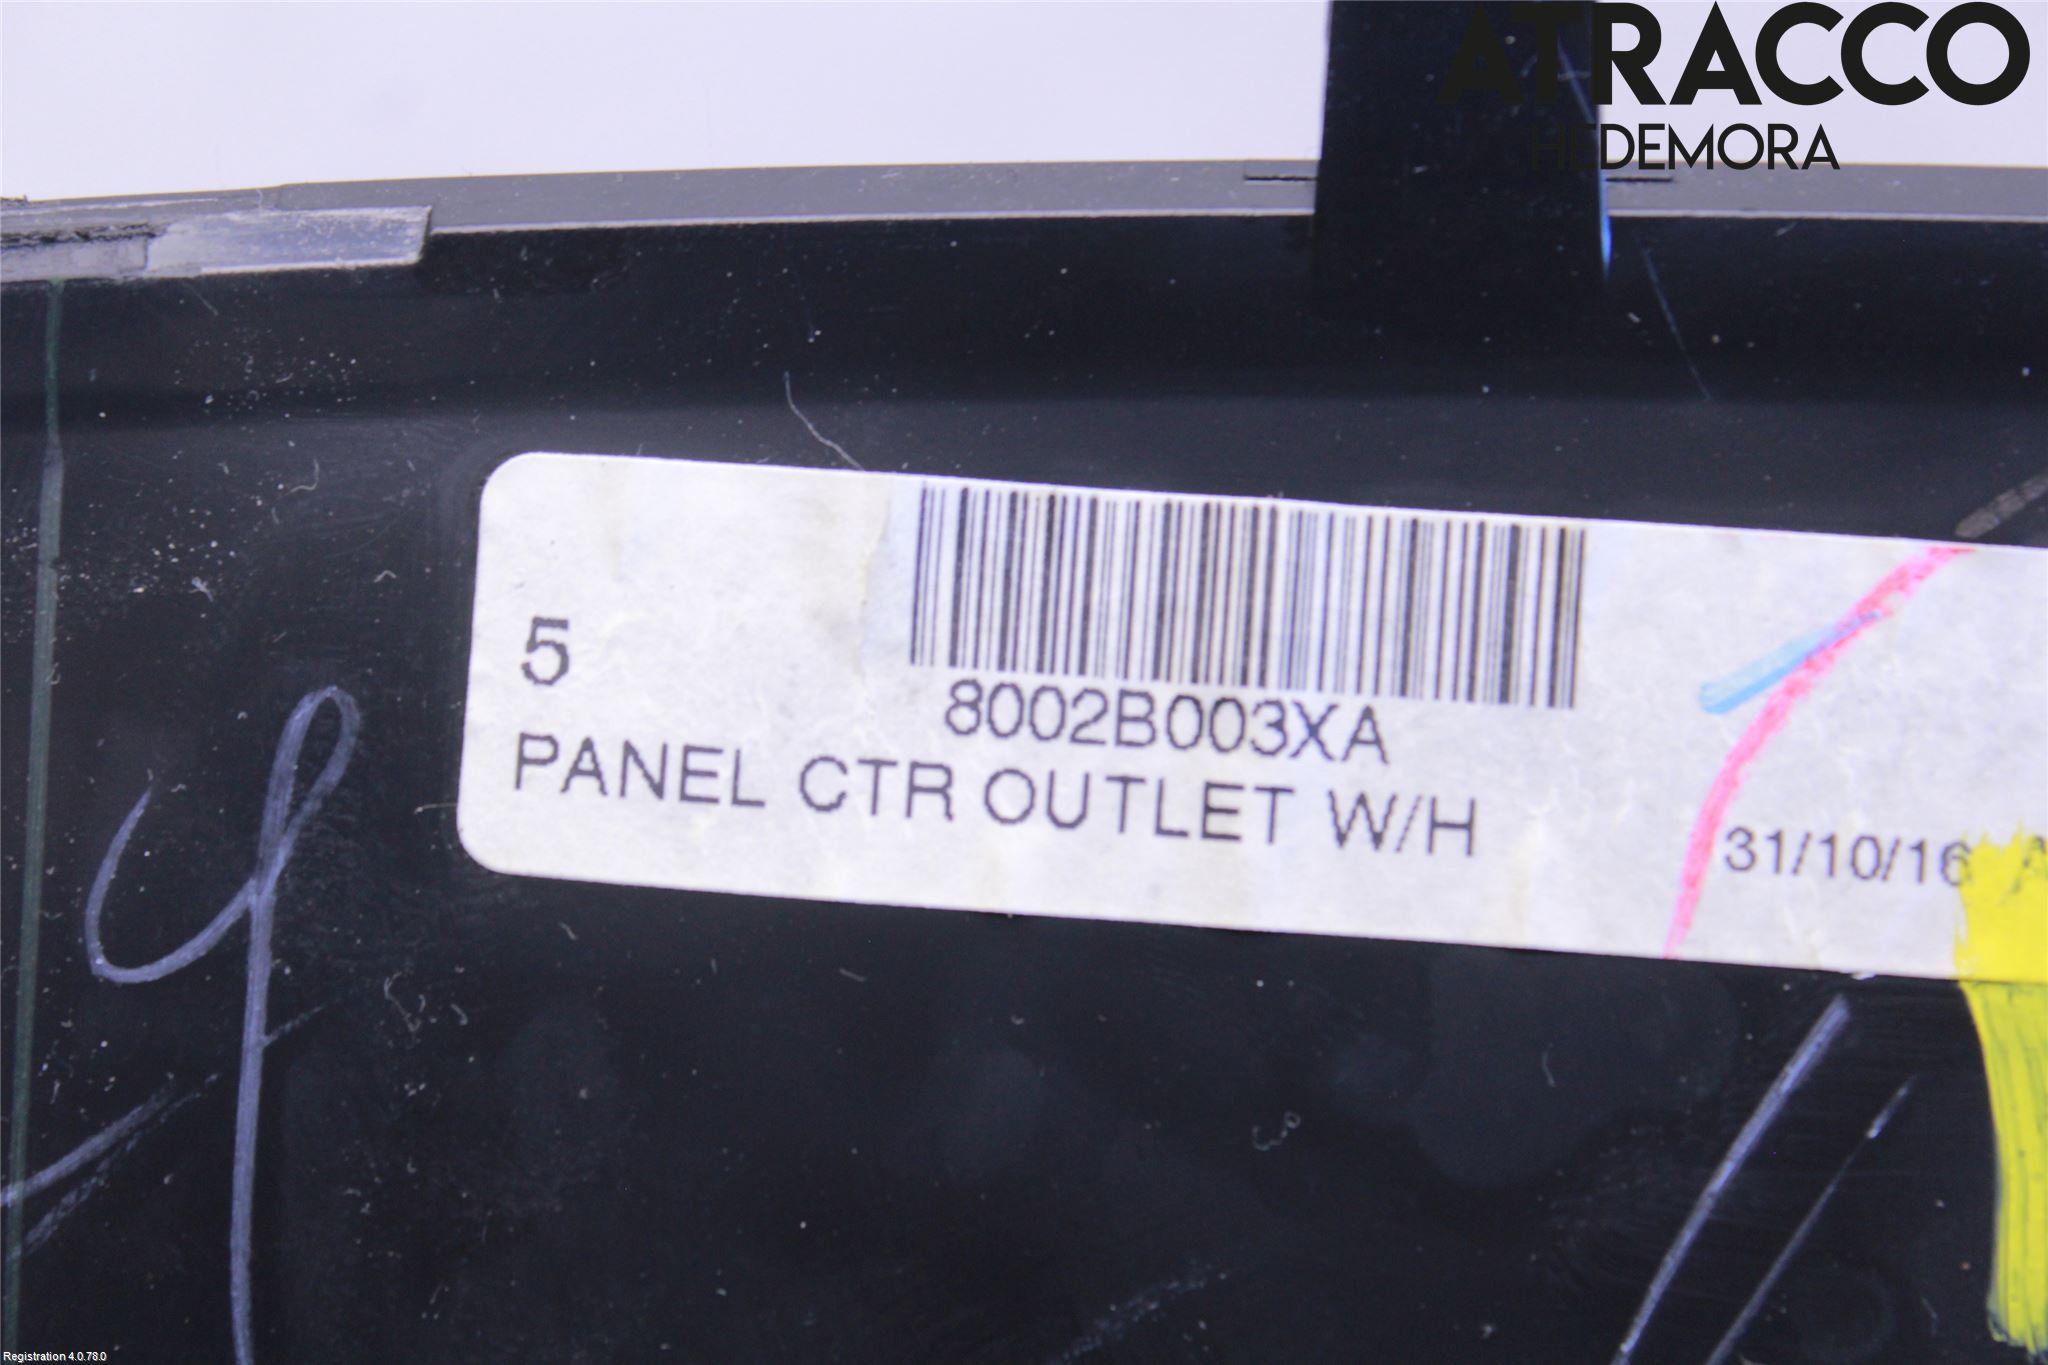 ATRACCO
HEDEMORA
5
8002B003XA
PANEL CTR OUTLET W/H
31/10/16 A
Registration 4.0.78.0